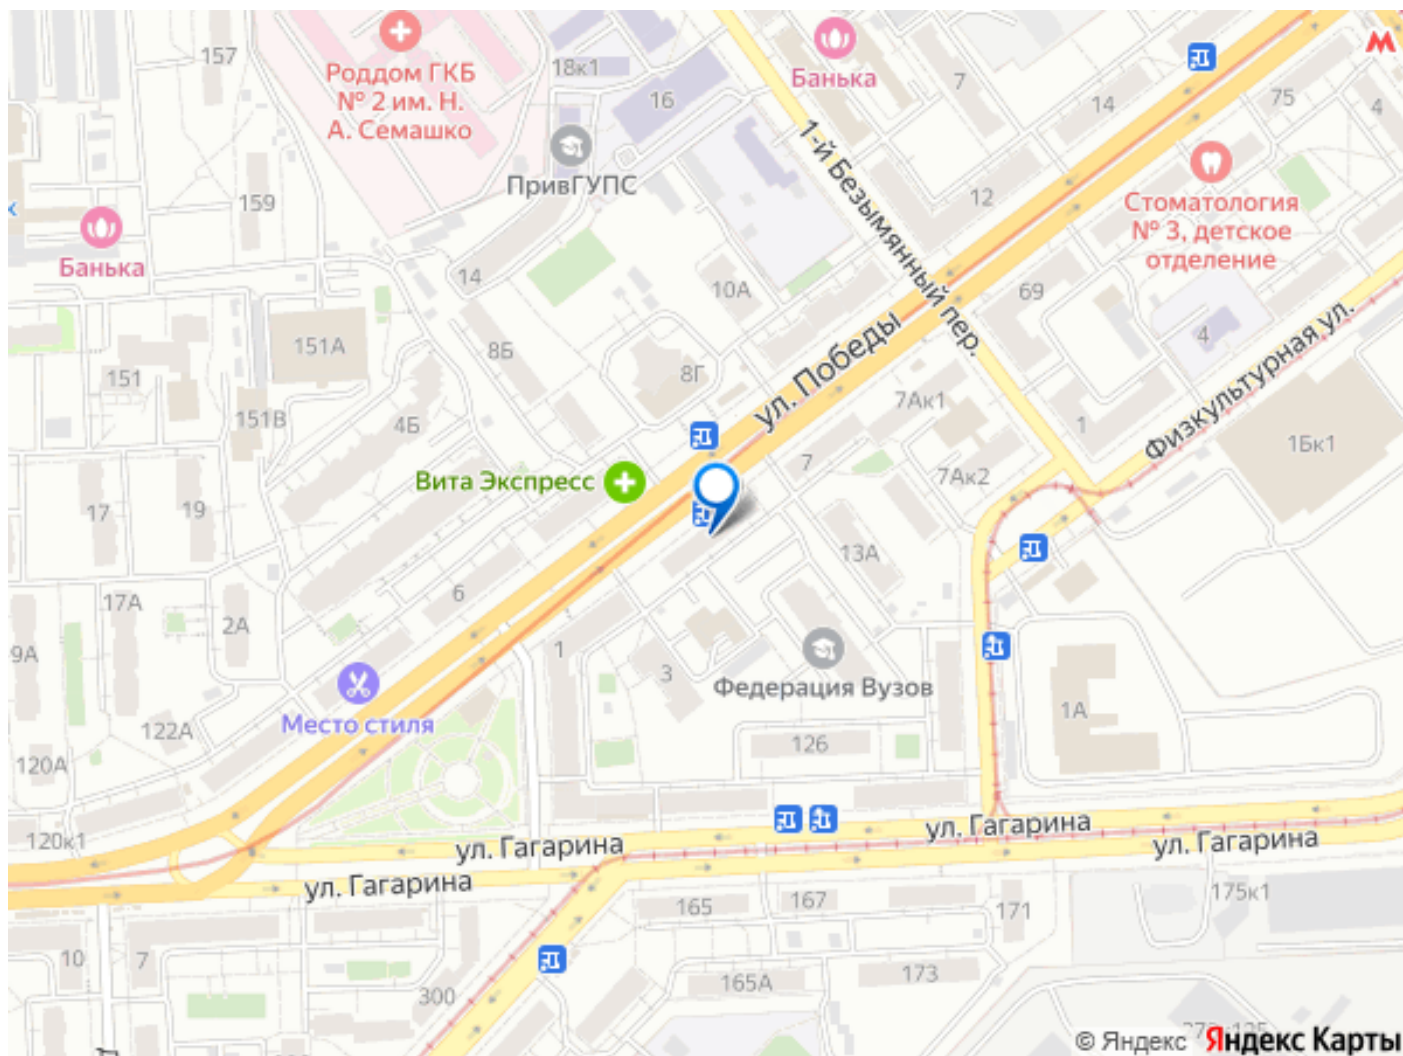 157
Роддом ГКБ
№ 2 им. Н.
А. Семашко
18к1
16
Банька
7
14
75
4
ПривГУПС
1-й Безымянный пер.
12
Стоматология
№ 3, детское
отделение
159
Банька
14
10А
69
4
151А
8Б
8Г
ул. Победы
Физкультурная ул.
151
151В
4Б
7Ак1
1
1Бк1
Вита Экспресс
7
7Ак2
17
19
13А
17А
2А
6
9А
1
3
Федерация Вузов
Место стиля
122А
120А
126
1А
120к1
ул. Гагарина
ул. Гагарина
ул. Гагарина
ул. Гагарина
165
167
171
175к1
10
7
300
165А
173
© Яндекс
Яндекс Карты